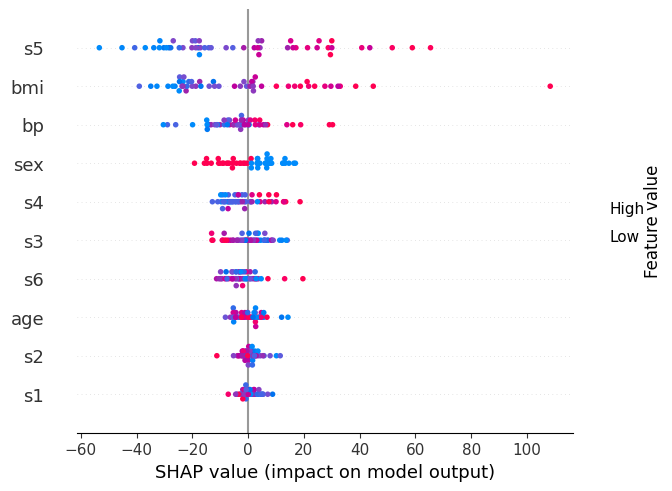 s5
bmi
bp
sex
s4
s3
s6
age
s2
s1
−60 −40 −20 0 20 40 60 80 100
SHAP value (impact on model output)
High
Low
Feature value